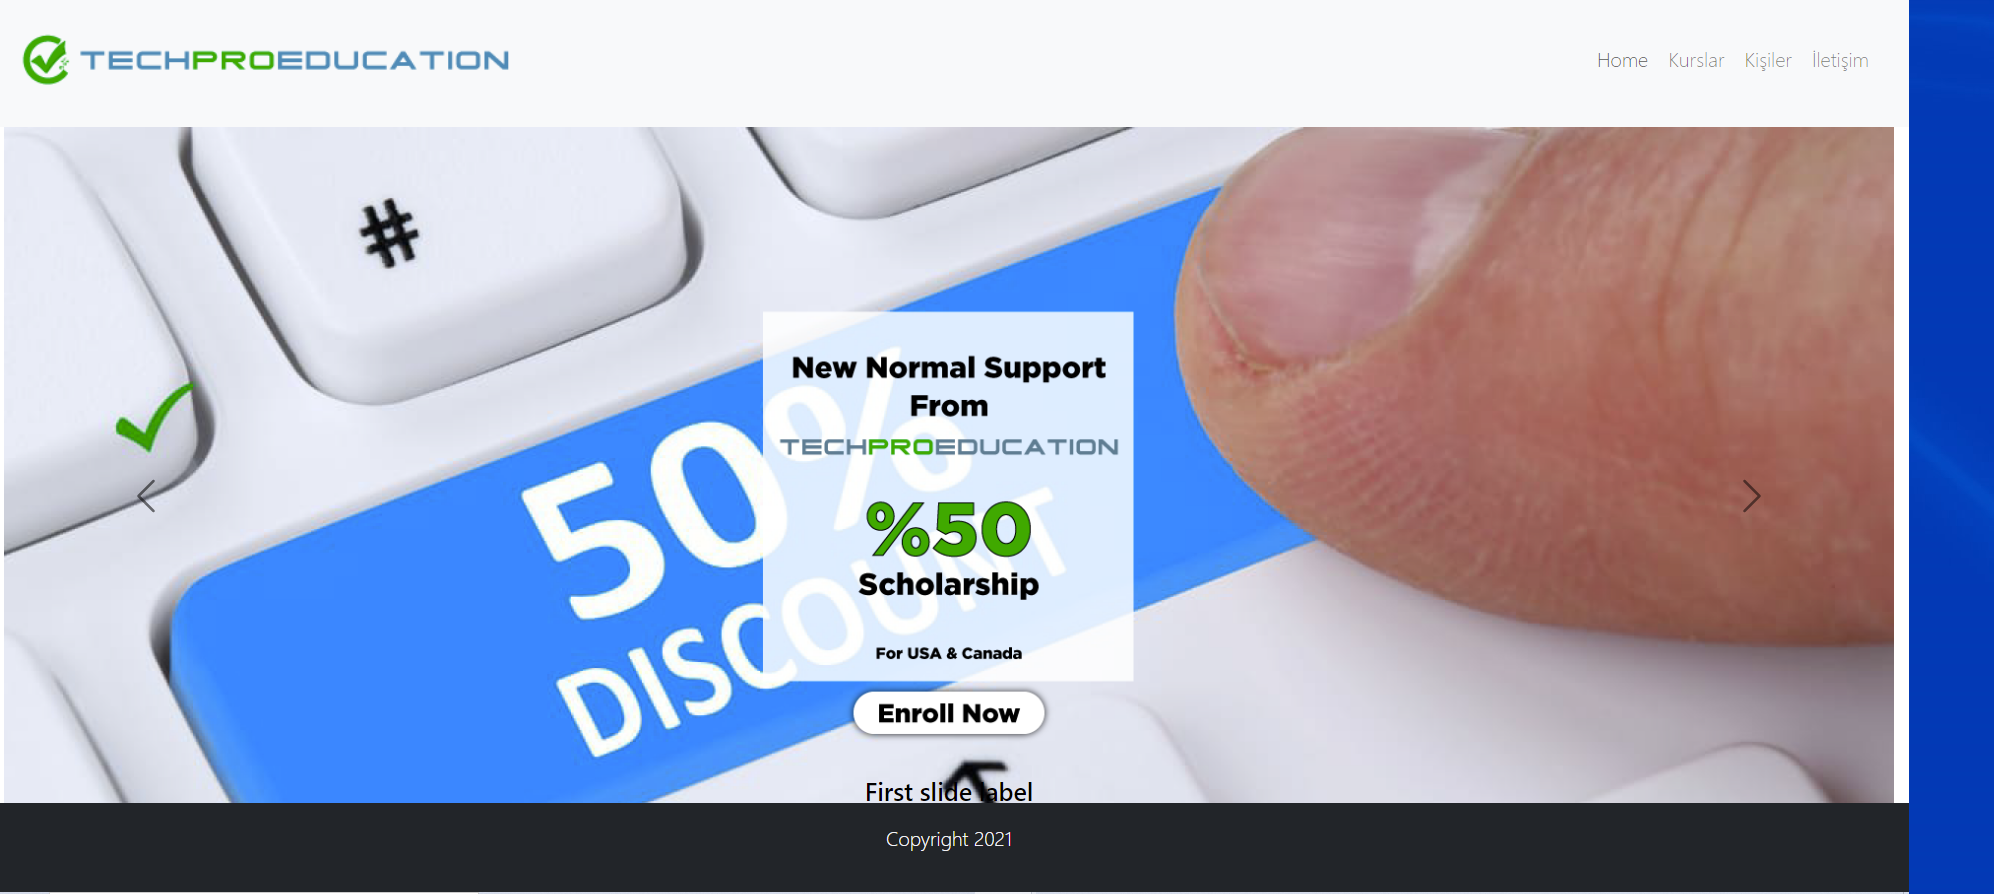 TECHPROEDUCATION
Home Kurslar Kişiler İletişim
#
50%
DISCOUNT
New Normal Support
From
TECHPROEDUCATION
%50
Scholarship
For USA & Canada
Enroll Now
First slide label
Copyright 2021